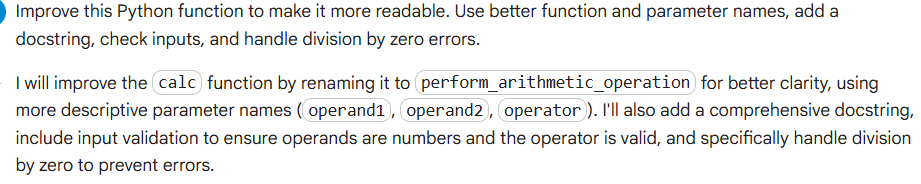 Improve this Python function to make it more readable. Use better function and parameter names, add a
docstring, check inputs, and handle division by zero errors.
I will improve the calc function by renaming it to perform_arithmetic_operation for better clarity, using
more descriptive parameter names (operand1, operand2, operator). I'll also add a comprehensive docstring,
include input validation to ensure operands are numbers and the operator is valid, and specifically handle division
by zero to prevent errors.